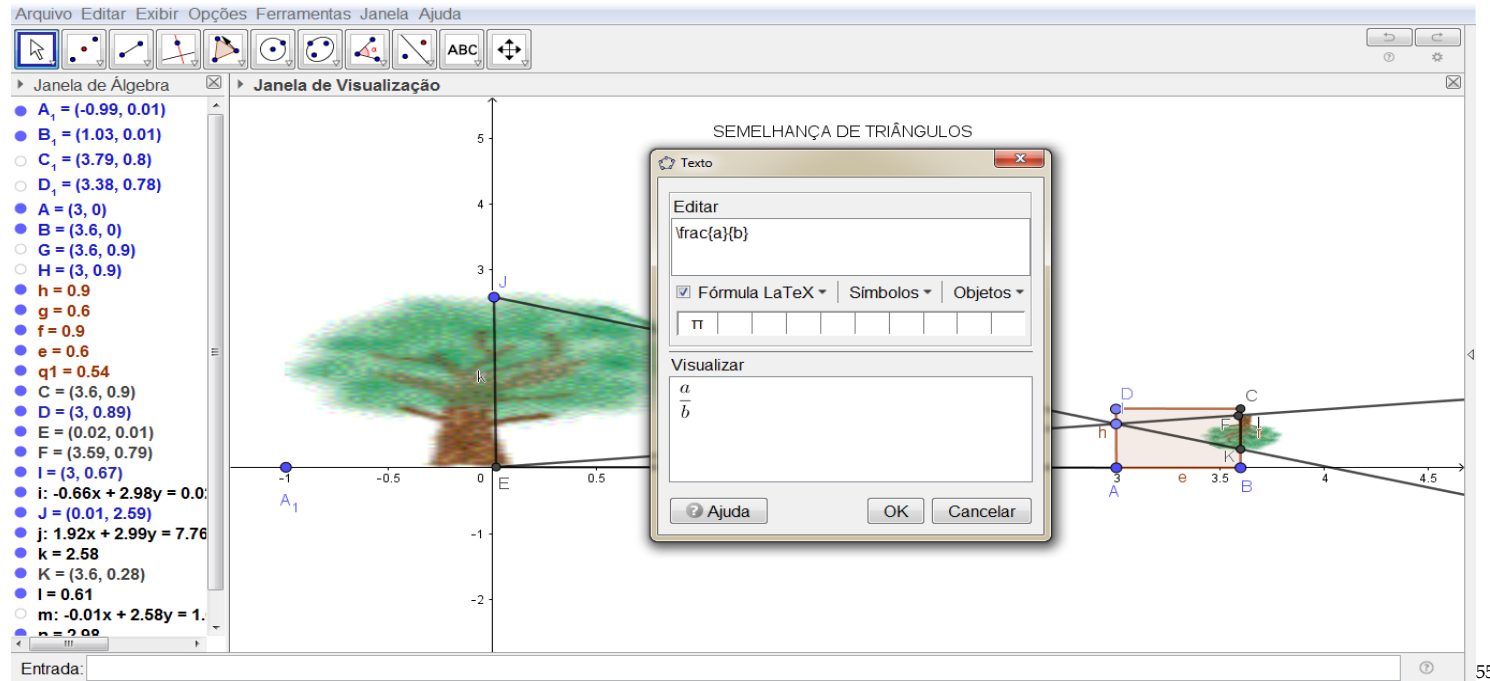 Arquivo Editar Exibir Opções Ferramentas Janela Ajuda
ABC
Janela de Álgebra
Janela de Visualização
A1 = (-0.99, 0.01)
B1 = (1.03, 0.01)
C1 = (3.79, 0.8)
D1 = (3.38, 0.78)
A = (3, 0)
B = (3.6, 0)
G = (3.6, 0.9)
H = (3, 0.9)
h = 0.9
g = 0.6
f = 0.9
e = 0.6
q1 = 0.54
C = (3.6, 0.9)
D = (3, 0.89)
E = (0.02, 0.01)
F = (3.59, 0.79)
I = (3, 0.67)
i: -0.66x + 2.98y = 0.0
J = (0.01, 2.59)
j: 1.92x + 2.99y = 7.76
k = 2.58
K = (3.6, 0.28)
l = 0.61
m: -0.01x + 2.58y = 1.
n = 2.98
SEMELHANÇA DE TRIÂNGULOS
5
4
3
-1
-2
J
k
-1
-0.5
0
0.5
3
3.5
4
4.5
A1
E
D
C
I
h
F
f
K
A
e
B
Texto
Editar
\frac{a}{b}
Fórmula LaTeX
Símbolos
Objetos
π
Visualizar
a
b
Ajuda
OK
Cancelar
Entrada:
55